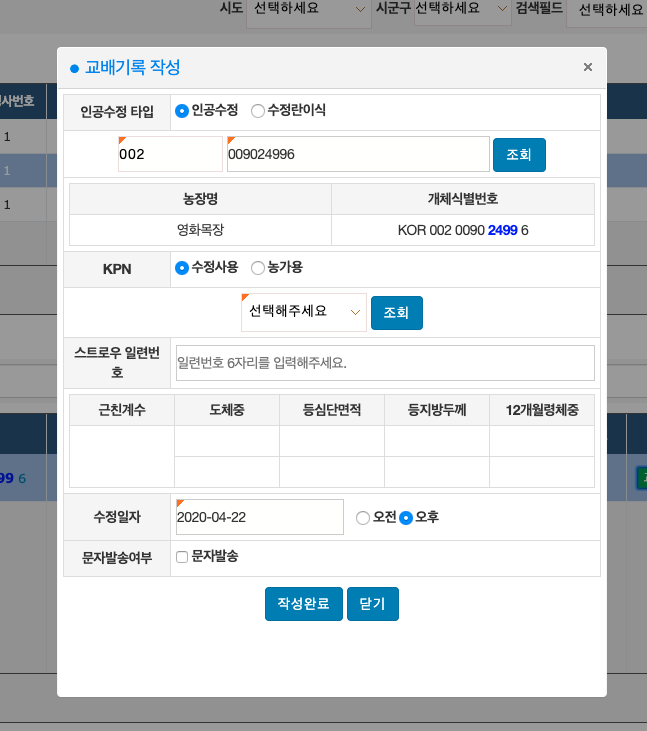 시도 선택하세요 시군구 선택하세요 검색필드 선택하세요
교배기록 작성 ×
사번호
인공수정 타입 인공수정 수정란이식
1
002 009024996 조회
1
농장명 개체식별번호
1
영화목장 KOR 002 0090 2499 6
KPN 수정사용 농가용
선택해주세요 조회
스트로우 일련번
호
일련번호 6자리를 입력해주세요.
근친계수 도체중 등심단면적 등지방두께 12개월령체중
99 6
수정일자 2020-04-22 오전 오후
문자발송여부 문자발송
작성완료 닫기